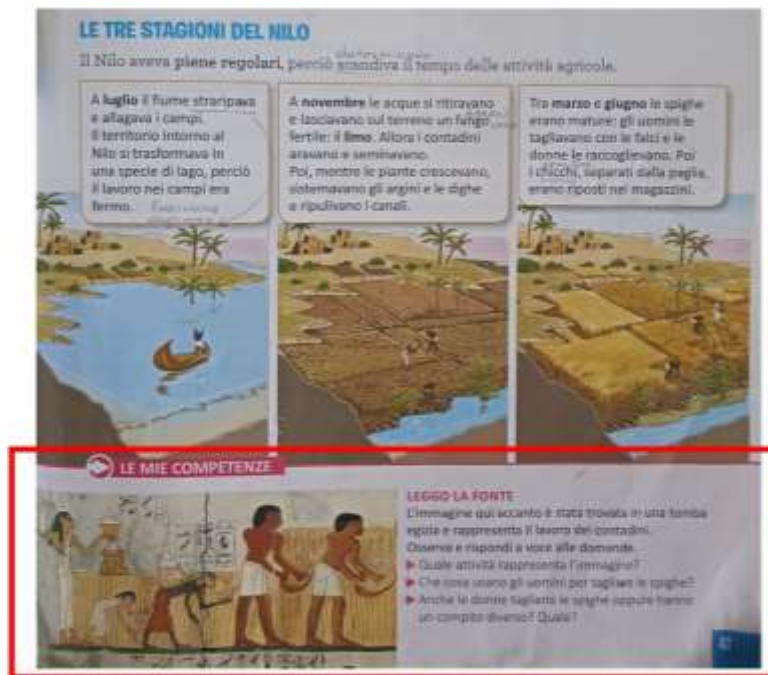 LE TRE STAGIONI DEL NILO
Il Nilo aveva piene regolari, perciò scandiva il tempo delle attività agricole.
A luglio il fiume straripava
e allagava i campi.
Il territorio intorno al
Nilo si trasformava in
una specie di lago, perciò
il lavoro nei campi era
fermo.
A novembre le acque si ritiravano
e lasciavano sul terreno un fango
fertile: il limo. Allora i contadini
aravano e seminavano.
Poi, mentre le piante crescevano,
sistemavano gli argini e le dighe
e ripulivano i canali.
Tra marzo e giugno le spighe
erano mature: gli uomini le
tagliavano con le falci e le
donne le raccoglievano. Poi
i chicchi, separati dalla paglia,
erano riposti nei magazzini.
LE MIE COMPETENZE
LEGGO LA FONTE
L'immagine qui accanto è stata trovata in una tomba
egizia e rappresenta il lavoro dei contadini.
Osserva e rispondi a voce alle domande.
Quale attività rappresenta l'immagine?
Che cosa usano gli uomini per tagliare le spighe?
Anche le donne tagliano le spighe oppure hanno
un compito diverso? Quale?